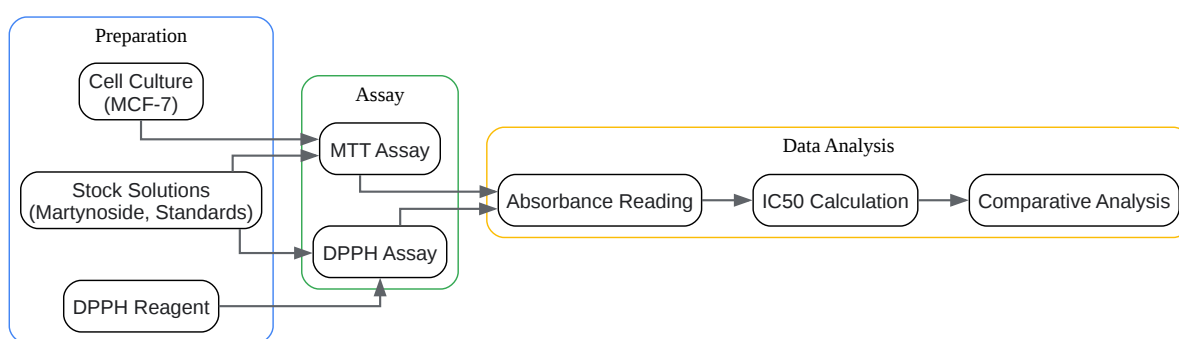 Preparation
Cell Culture
(MCF-7)
Stock Solutions
(Martynoside, Standards)
DPPH Reagent
Assay
MTT Assay
DPPH Assay
Data Analysis
Absorbance Reading
IC50 Calculation
Comparative Analysis